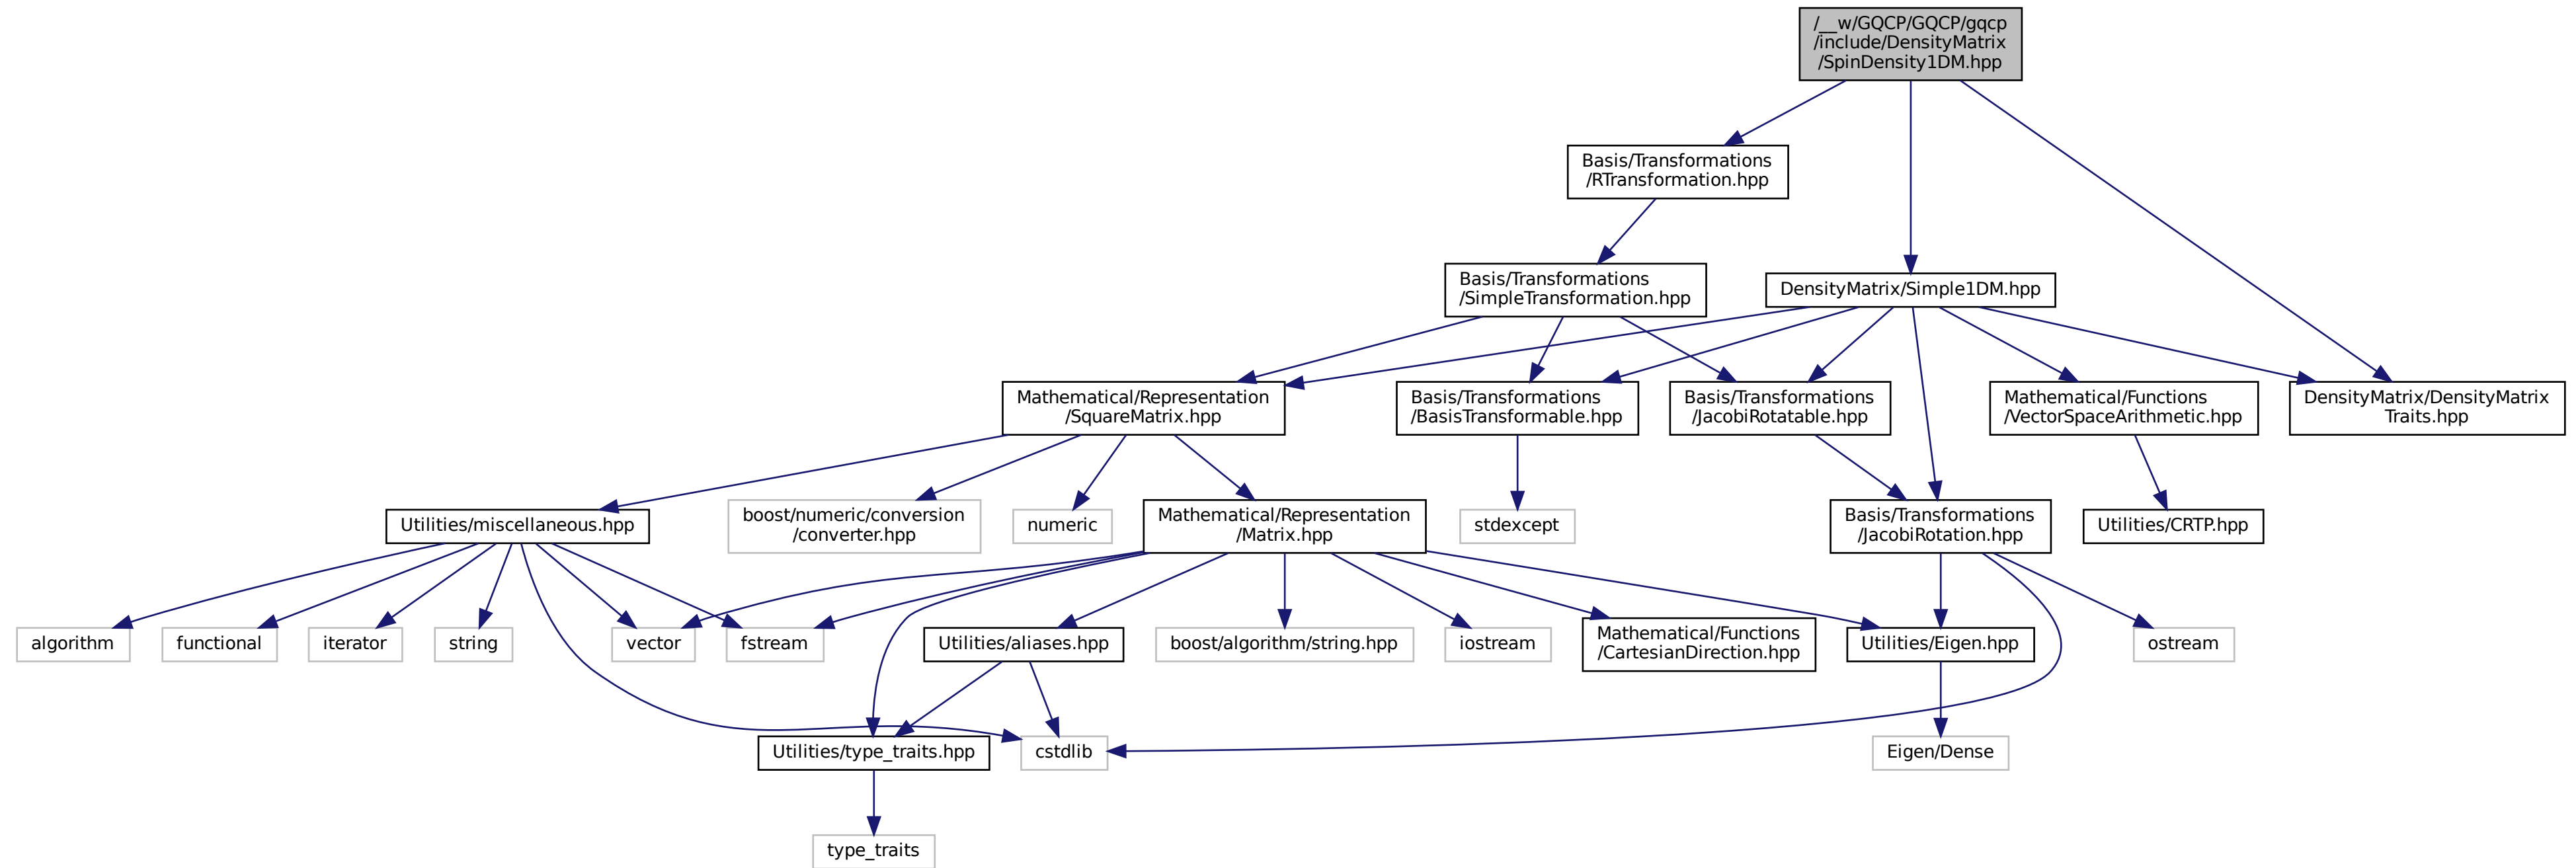 /__w/GQCP/GQCP/gqcp
/include/DensityMatrix
/SpinDensity1DM.hpp
Basis/Transformations
/RTransformation.hpp
Basis/Transformations
/SimpleTransformation.hpp
DensityMatrix/Simple1DM.hpp
Mathematical/Representation
/SquareMatrix.hpp
Basis/Transformations
/BasisTransformable.hpp
Basis/Transformations
/JacobiRotatable.hpp
Mathematical/Functions
/VectorSpaceArithmetic.hpp
DensityMatrix/DensityMatrix
Traits.hpp
Utilities/miscellaneous.hpp
boost/numeric/conversion
/converter.hpp
numeric
Mathematical/Representation
/Matrix.hpp
stdexcept
Basis/Transformations
/JacobiRotation.hpp
Utilities/CRTP.hpp
algorithm
functional
iterator
string
vector
fstream
Utilities/aliases.hpp
boost/algorithm/string.hpp
iostream
Mathematical/Functions
/CartesianDirection.hpp
Utilities/Eigen.hpp
ostream
Utilities/type_traits.hpp
cstdlib
Eigen/Dense
type_traits